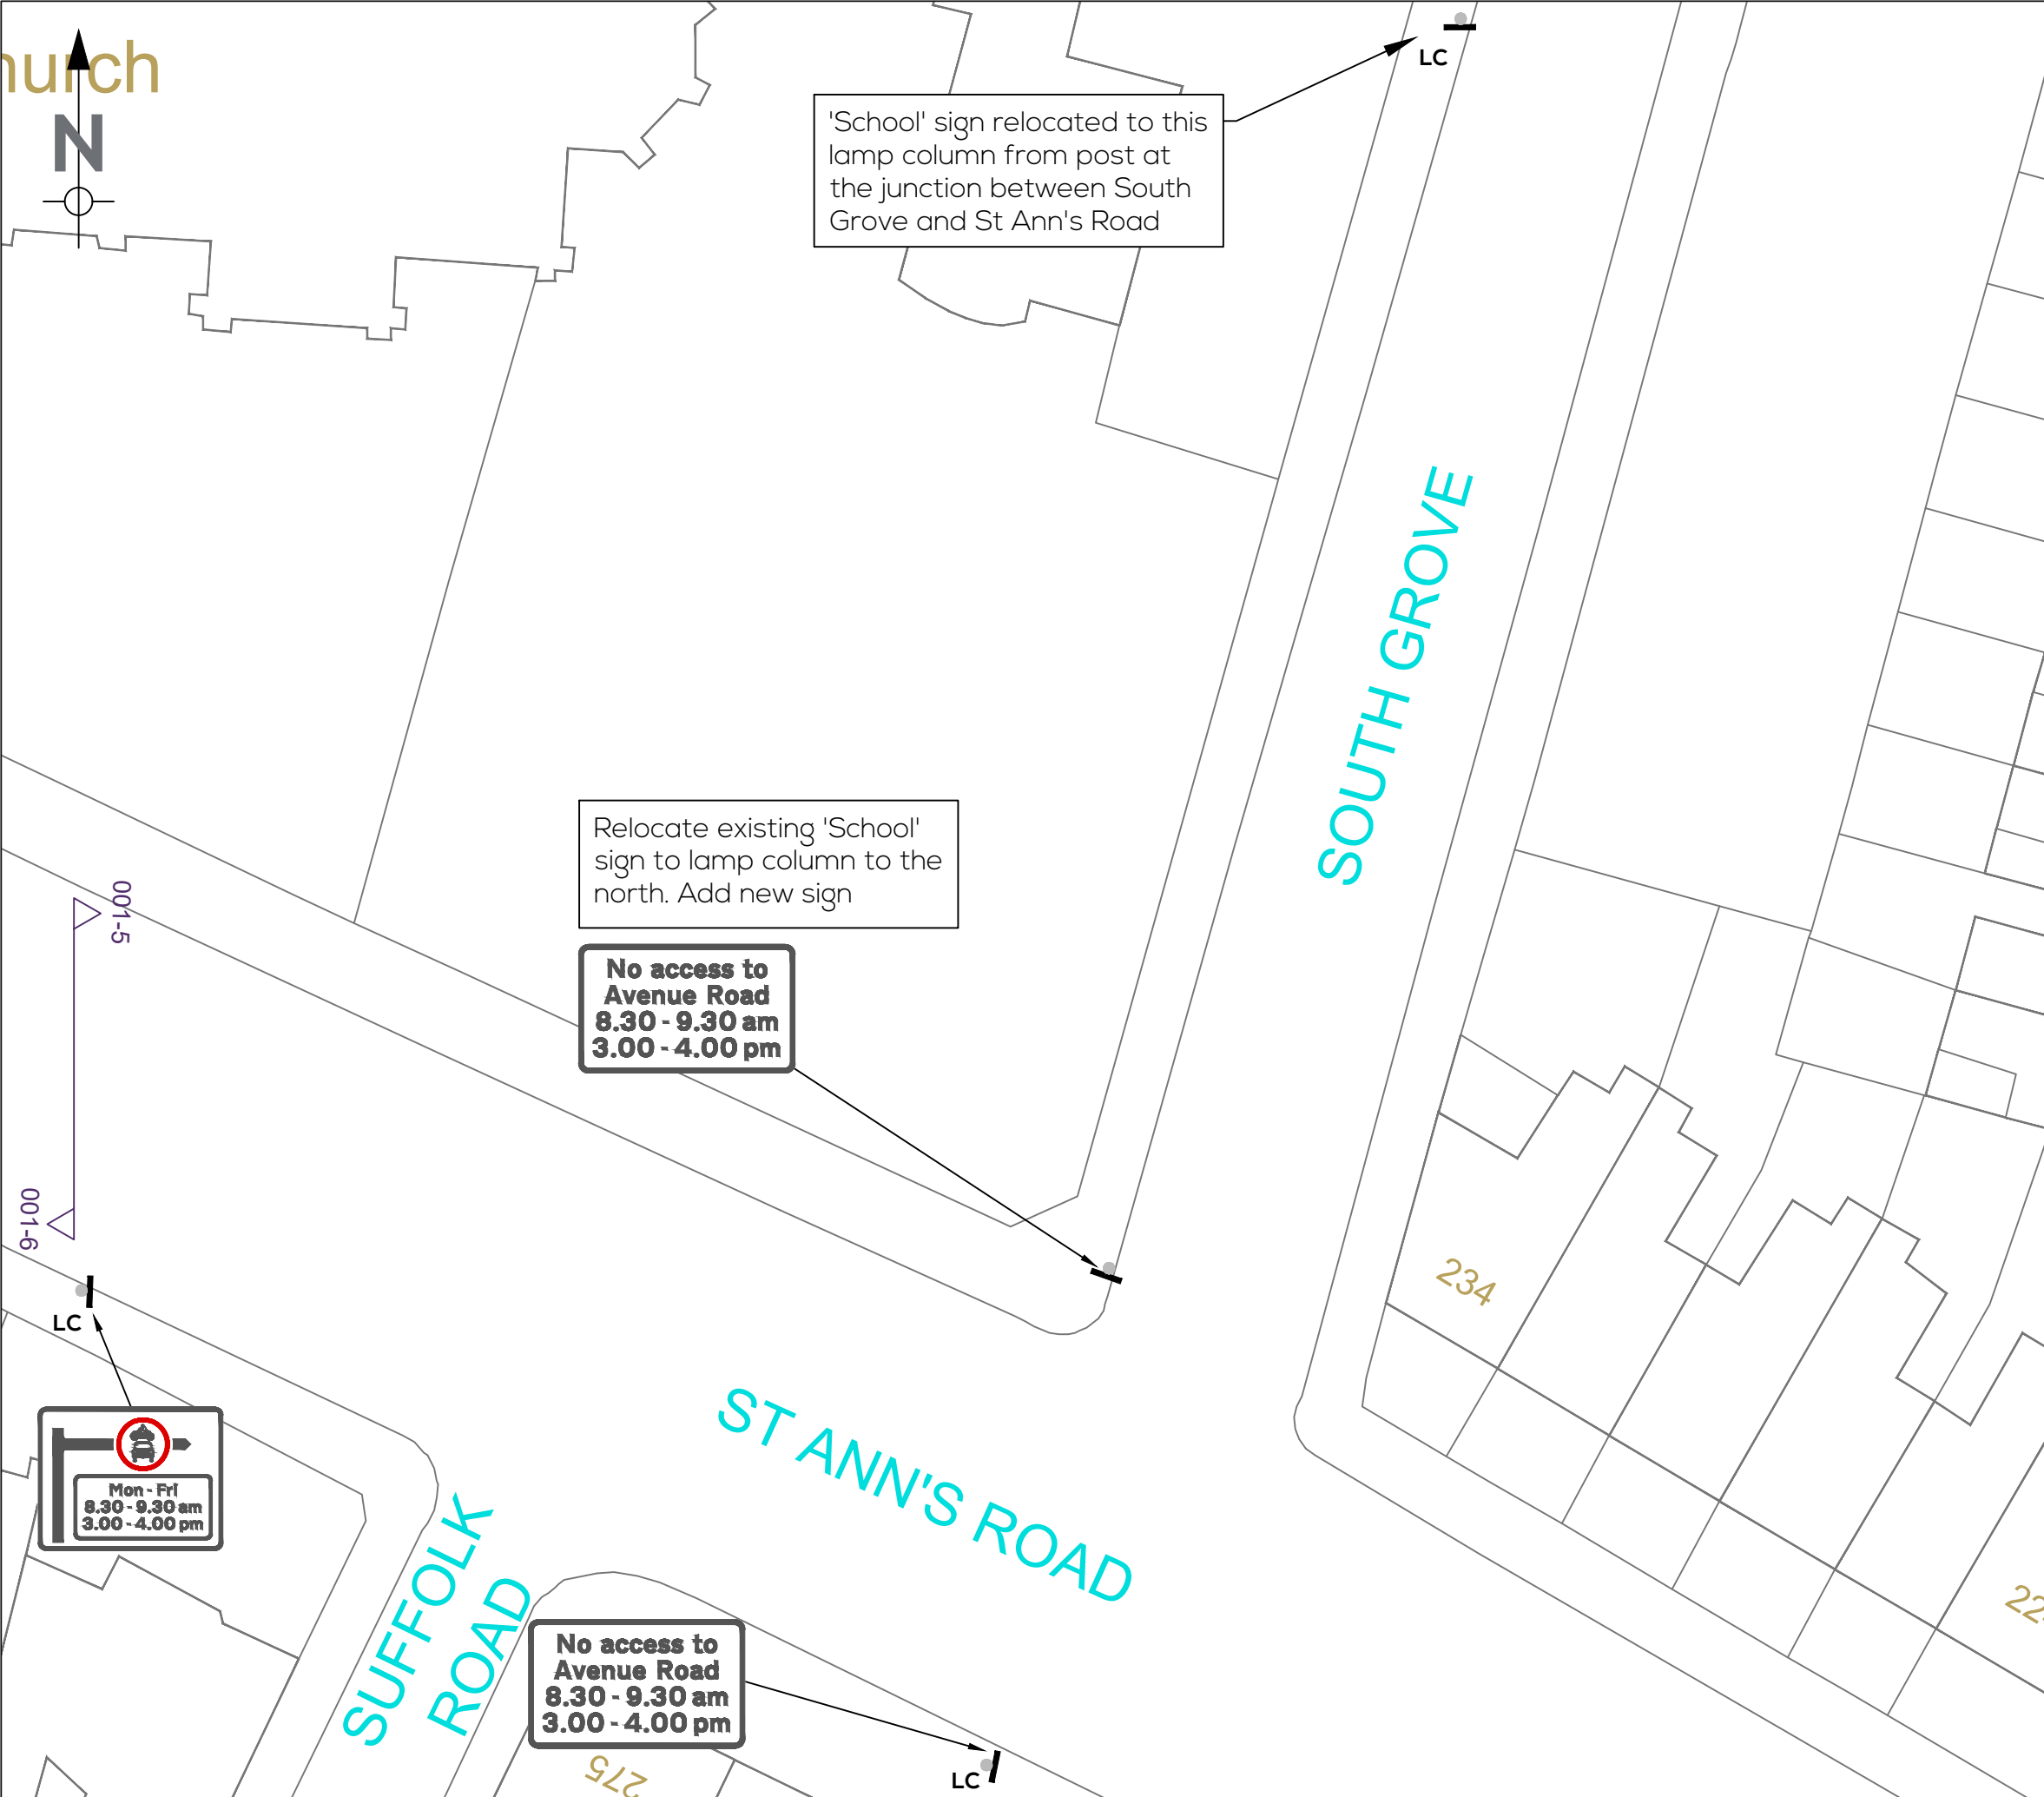 hurch
N
LC
'School' sign relocated to this
lamp column from post at
the junction between South
Grove and St Ann's Road
SOUTH GROVE
Relocate existing 'School'
sign to lamp column to the
north. Add new sign
001-5
No access to
Avenue Road
8.30 - 9.30 am
3.00 - 4.00 pm
001-6
234
LC
ST ANN'S ROAD
Mon - Fri
8.30 - 9.30 am
3.00 - 4.00 pm
SUFFOLK
ROAD
22
No access to
Avenue Road
8.30 - 9.30 am
3.00 - 4.00 pm
275
LC